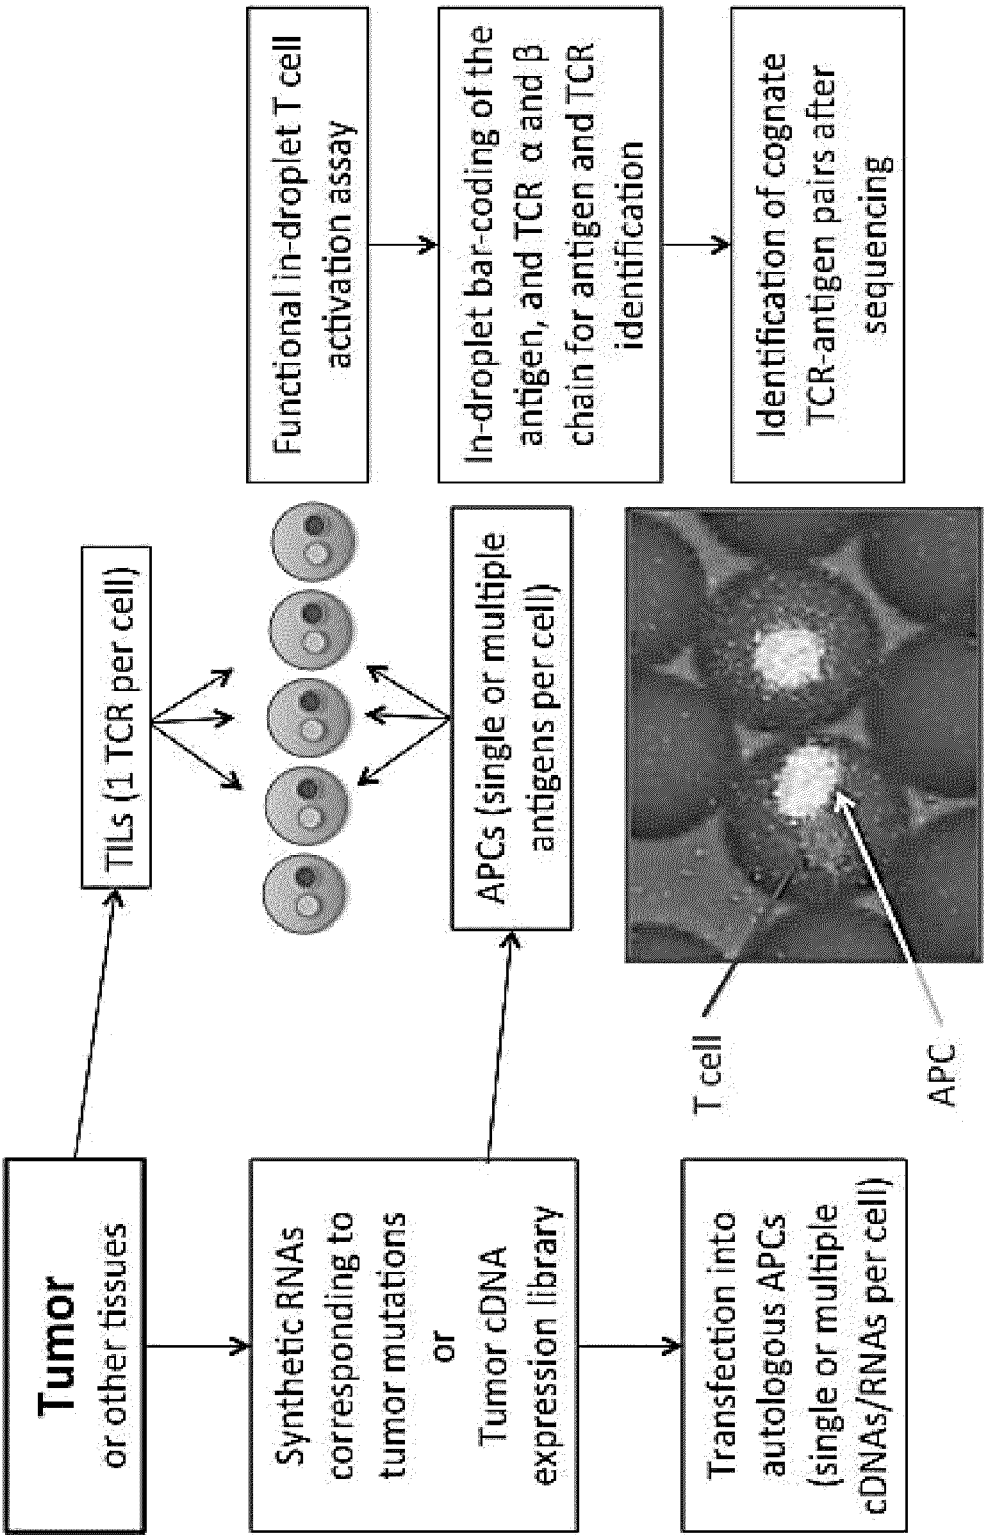 Tumor
or other tissues
Synthetic RNAs
corresponding to
tumor mutations
or
Tumor cDNA
expression library
Transfection into
autologous APCs
(single or multiple
cDNAs/RNAs per cell)
TILs (1 TCR per cell)
APCs (single or multiple
antigens per cell)
T cell
APC
Functional in-droplet T cell
activation assay
In-droplet bar-coding of the
antigen, and TCR α and β
chain for antigen and TCR
identification
Identification of cognate
TCR-antigen pairs after
sequencing